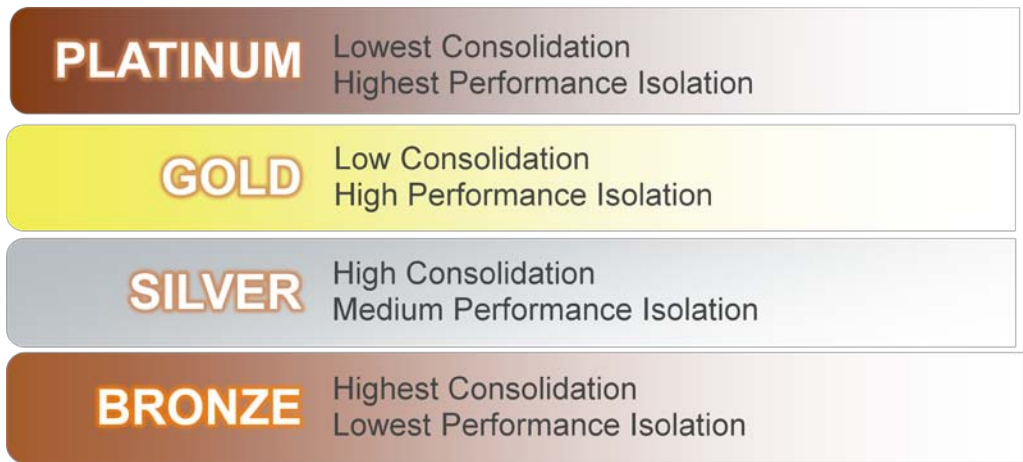 PLATINUM
Lowest Consolidation
Highest Performance Isolation
GOLD
Low Consolidation
High Performance Isolation
SILVER
High Consolidation
Medium Performance Isolation
BRONZE
Highest Consolidation
Lowest Performance Isolation